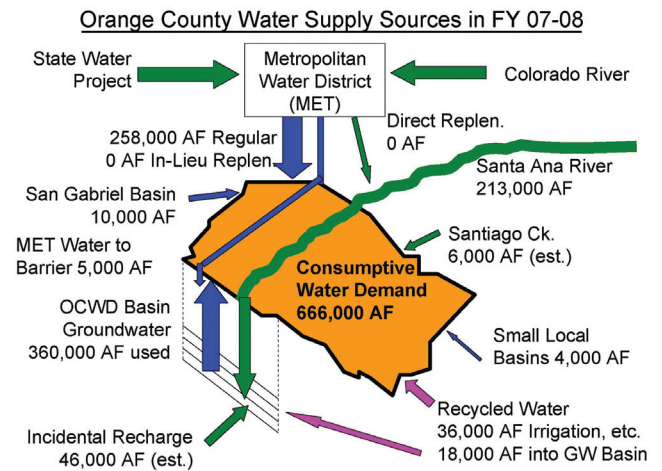 Orange County Water Supply Sources in FY 07-08
State Water
Project
Metropolitan
Water District
(MET)
Colorado River
258,000 AF Regular
0 AF In-Lieu Replen.
Direct Replen.
0 AF
Santa Ana River
213,000 AF
San Gabriel Basin
10,000 AF
MET Water to
Barrier 5,000 AF
Santiago Ck.
6,000 AF (est.)
Consumptive
Water Demand
666,000 AF
OCWD Basin
Groundwater
360,000 AF used
Small Local
Basins 4,000 AF
Recycled Water
36,000 AF Irrigation, etc.
18,000 AF into GW Basin
Incidental Recharge
46,000 AF (est.)